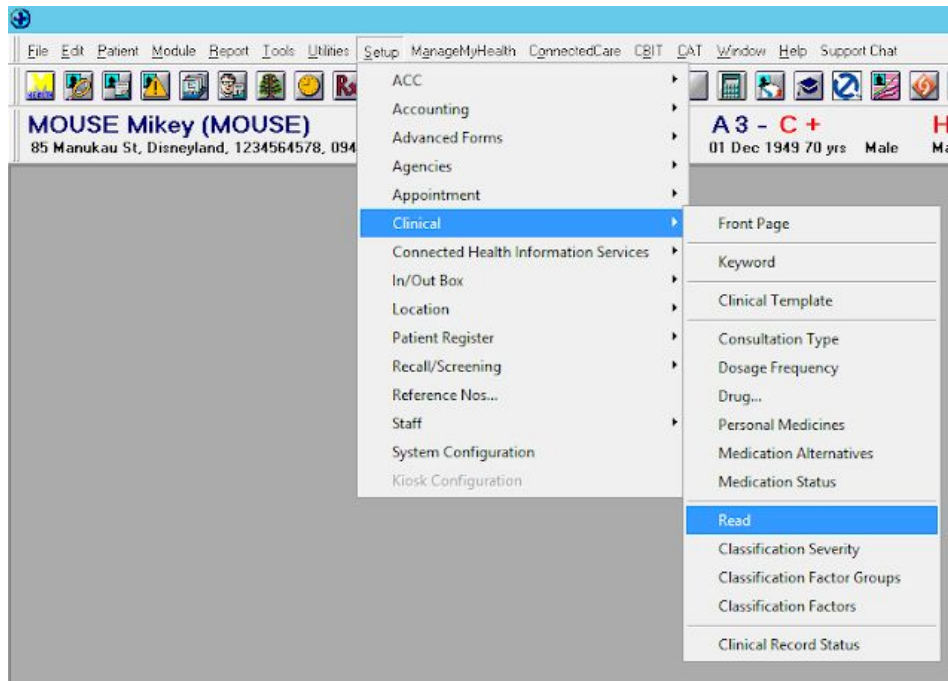 File Edit Patient Module Report Tools Utilities Setup ManageMyHealth ConnectedCare CBIT CAT Window Help Support Chat
MOUSE Mikey (MOUSE)
85 Manukau St, Disneyland, 1234564578, 094
A3 - C + H
01 Dec 1949 70 yrs Male Ma
ACC
Accounting
Advanced Forms
Agencies
Appointment
Clinical
Connected Health Information Services
In/Out Box
Location
Patient Register
Recall/Screening
Reference Nos...
Staff
System Configuration
Kiosk Configuration
Front Page
Keyword
Clinical Template
Consultation Type
Dosage Frequency
Drug...
Personal Medicines
Medication Alternatives
Medication Status
Read
Classification Severity
Classification Factor Groups
Classification Factors
Clinical Record Status